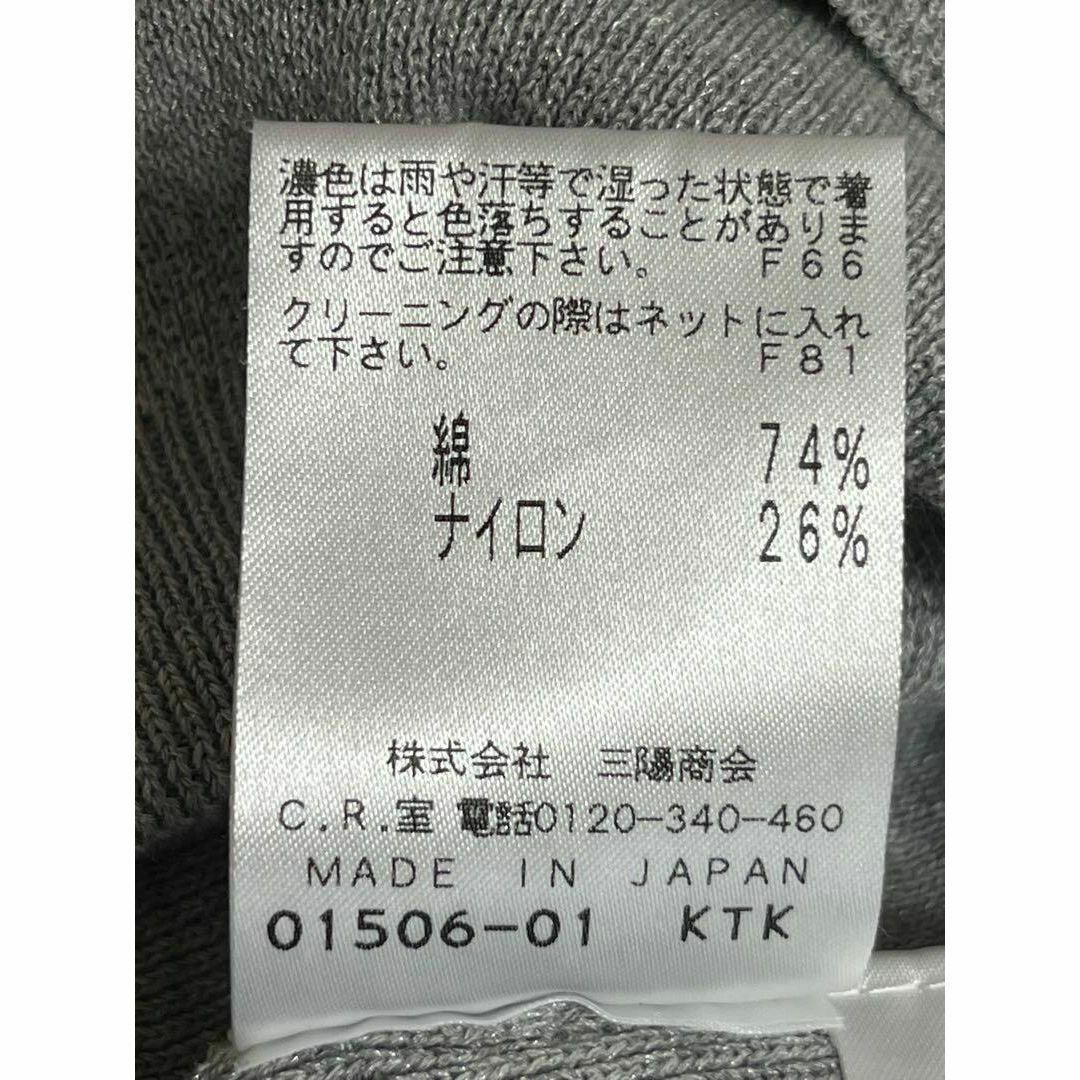 濃色は雨や汗等で湿った状態で着
用すると色落ちすることがありま
すのでご注意下さい。 F66
クリーニングの際はネットに入れ
て下さい。 F81
綿 74%
ナイロン 26%
株式会社 三陽商会
C.R.室 電話0120-340-460
MADE IN JAPAN
01506-01 KTK